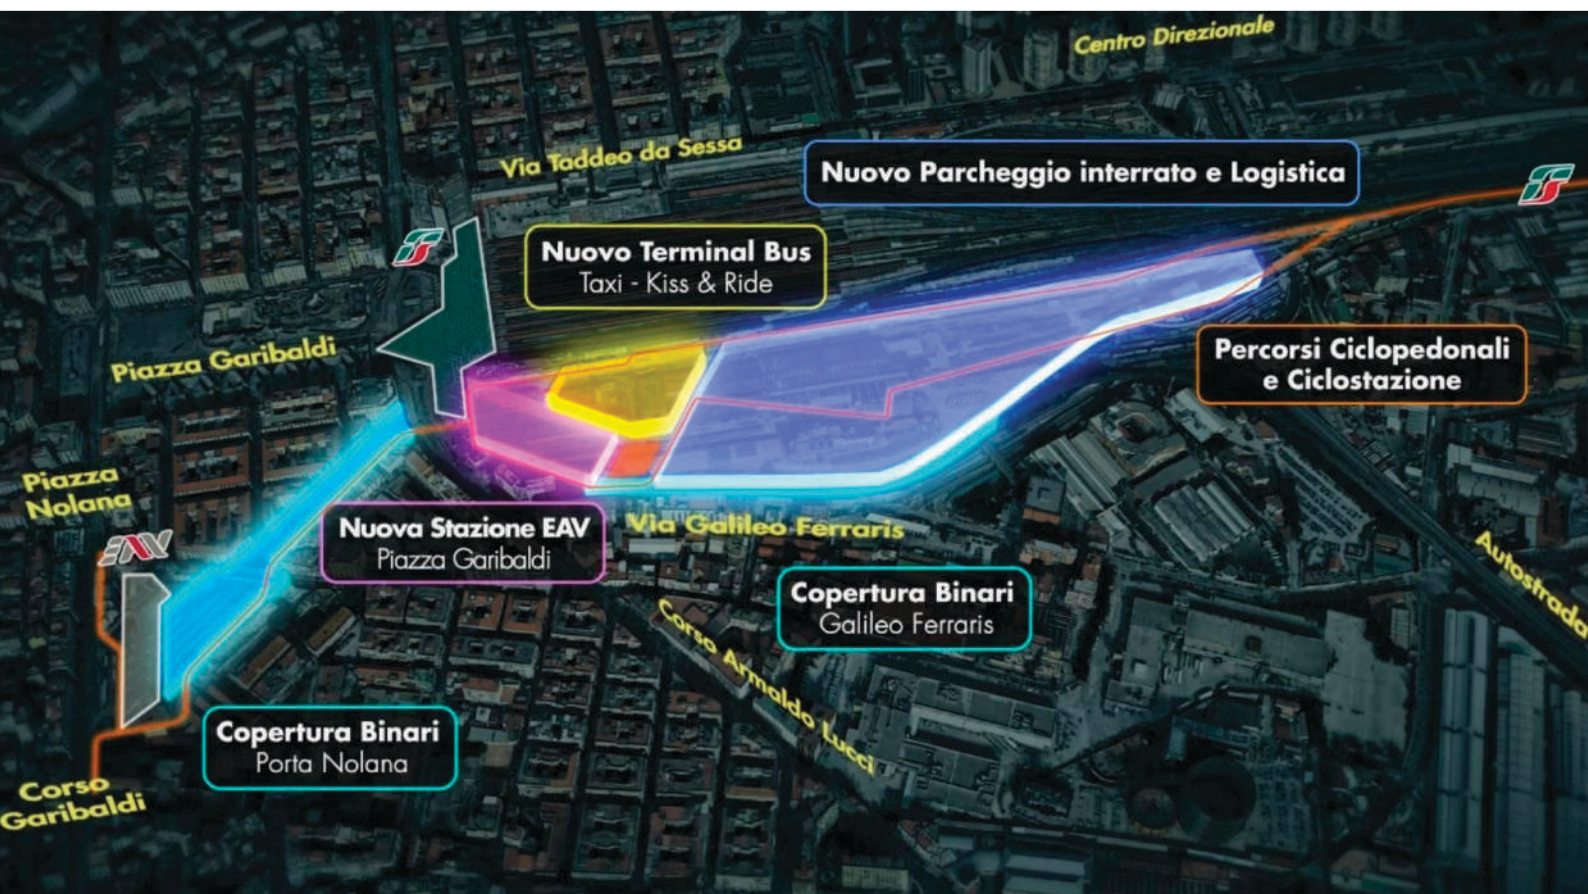 Centro Direzionale
Via Taddeo da Sessa
Nuovo Parcheggio interrato e Logistica
Nuovo Terminal Bus
Taxi - Kiss & Ride
Piazza Garibaldi
Percorsi Ciclopedonali
e Ciclostazione
Piazza
Nolana
EAV
Nuova Stazione EAV
Piazza Garibaldi
Via Galileo Ferraris
Autostrada
Copertura Binari
Galileo Ferraris
Corso Armaldo Lucci
Copertura Binari
Porta Nolana
Corso
Garibaldi